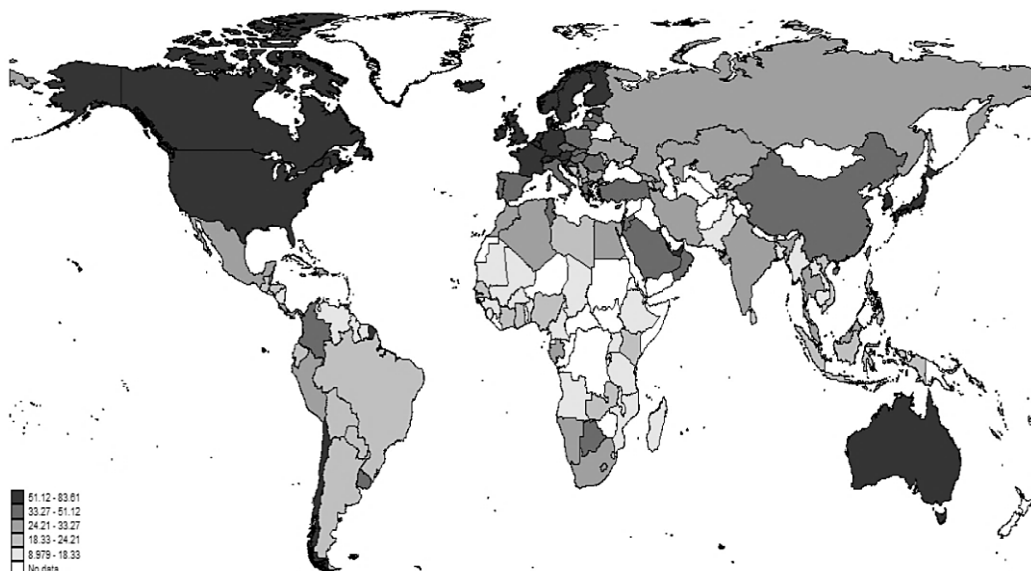 51.12 - 83.61
33.27 - 51.12
24.21 - 33.27
18.33 - 24.21
8.979 - 18.33
No data